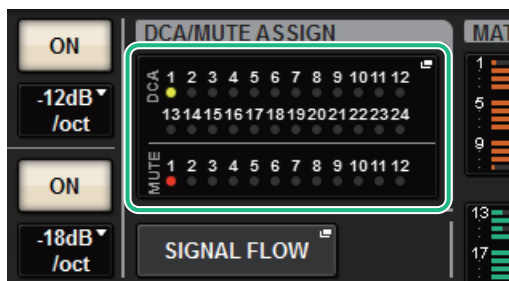 ON
-12dB
/oct
ON
-18dB
/oct
DCA/MUTE ASSIGN
DCA
1 2 3 4 5 6 7 8 9 10 11 12
13 14 15 16 17 18 19 20 21 22 23 24
MUTE
1 2 3 4 5 6 7 8 9 10 11 12
SIGNAL FLOW
MAT
1
5
9
13
17